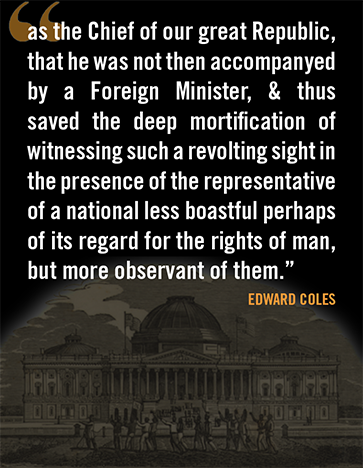 “as the Chief of our great Republic,
that he was not then accompanyed
by a Foreign Minister, & thus
saved the deep mortification of
witnessing such a revolting sight in
the presence of the representative
of a national less boastful perhaps
of its regard for the rights of man,
but more observant of them.”
EDWARD COLES